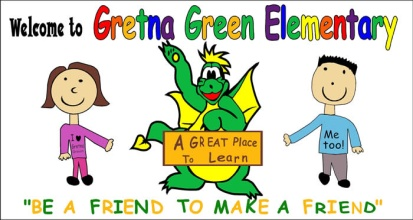 Welcome to Gretna Green Elementary
A GREAT Place
To Learn
I ♥
Me
too!
"BE A FRIEND TO MAKE A FRIEND"